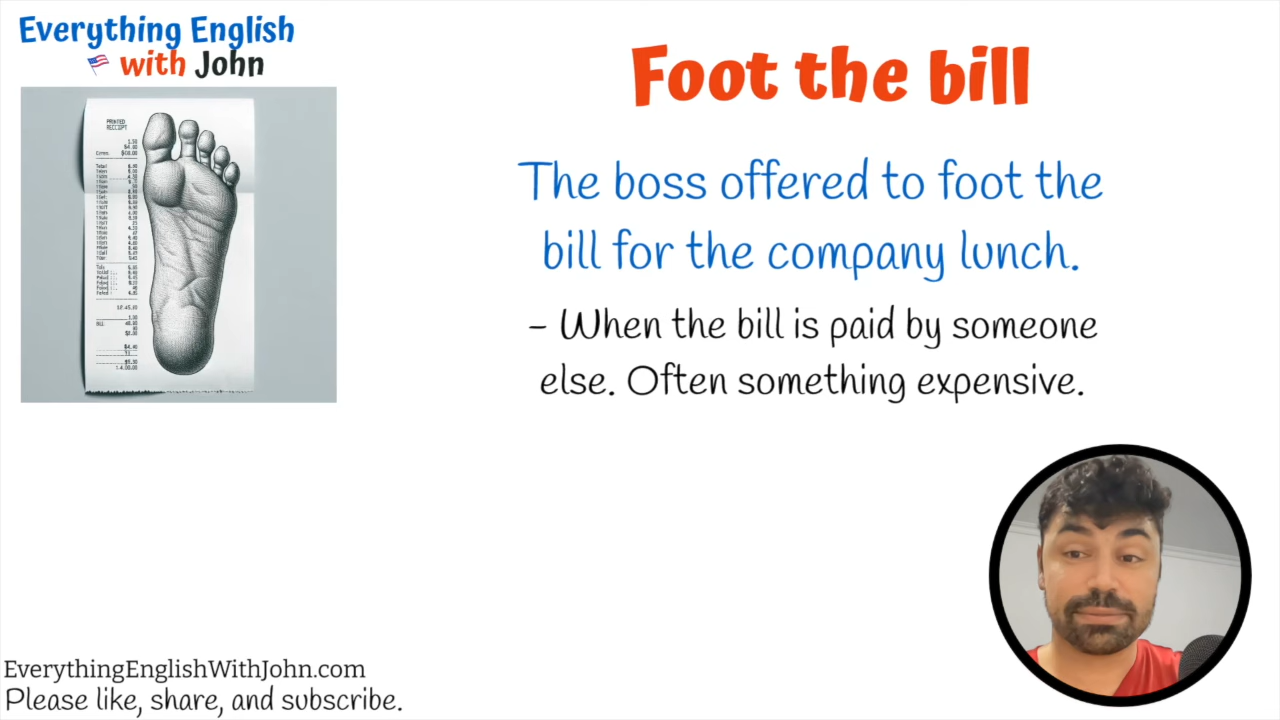 Everything English
with John
PRINTED
RECEIPT
Foot the bill
The boss offered to foot the
bill for the company lunch.
- When the bill is paid by someone
else. Often something expensive.
EverythingEnglishWithJohn.com
Please like, share, and subscribe.